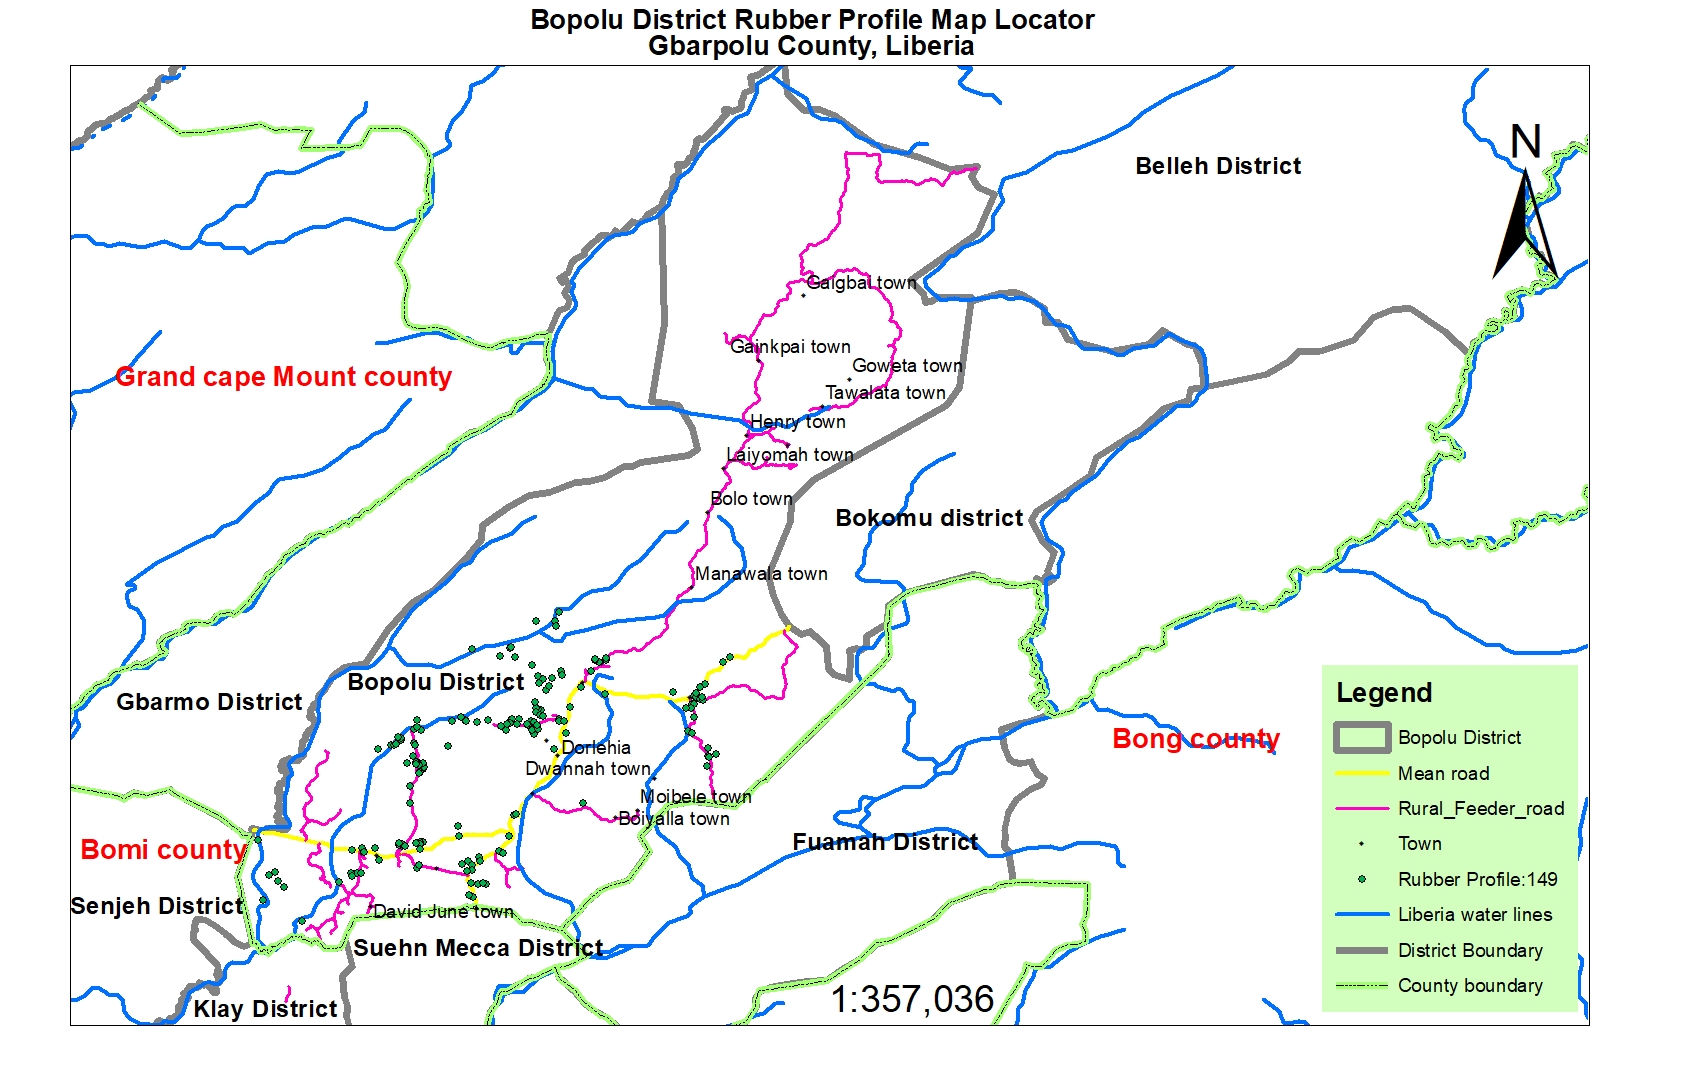 Bopolu District Rubber Profile Map Locator
Gbarpolu County, Liberia
N
Belleh District
Gaigbai town
Gainkpai town
Goweta town
Grand cape Mount county
Tawalata town
Henry town
Laiyomah town
Bolo town
Bokomu district
Manawala town
Bopolu District
Gbarmo District
Bong county
Dorlehia
Dwannah town
Moibele town
Boiyalla town
Fuamah District
Bomi county
Senjeh District
David June town
Suehn Mecca District
Klay District
1:357,036
Legend
Bopolu District
Mean road
Rural_Feeder_road
Town
Rubber Profile:149
Liberia water lines
District Boundary
County boundary